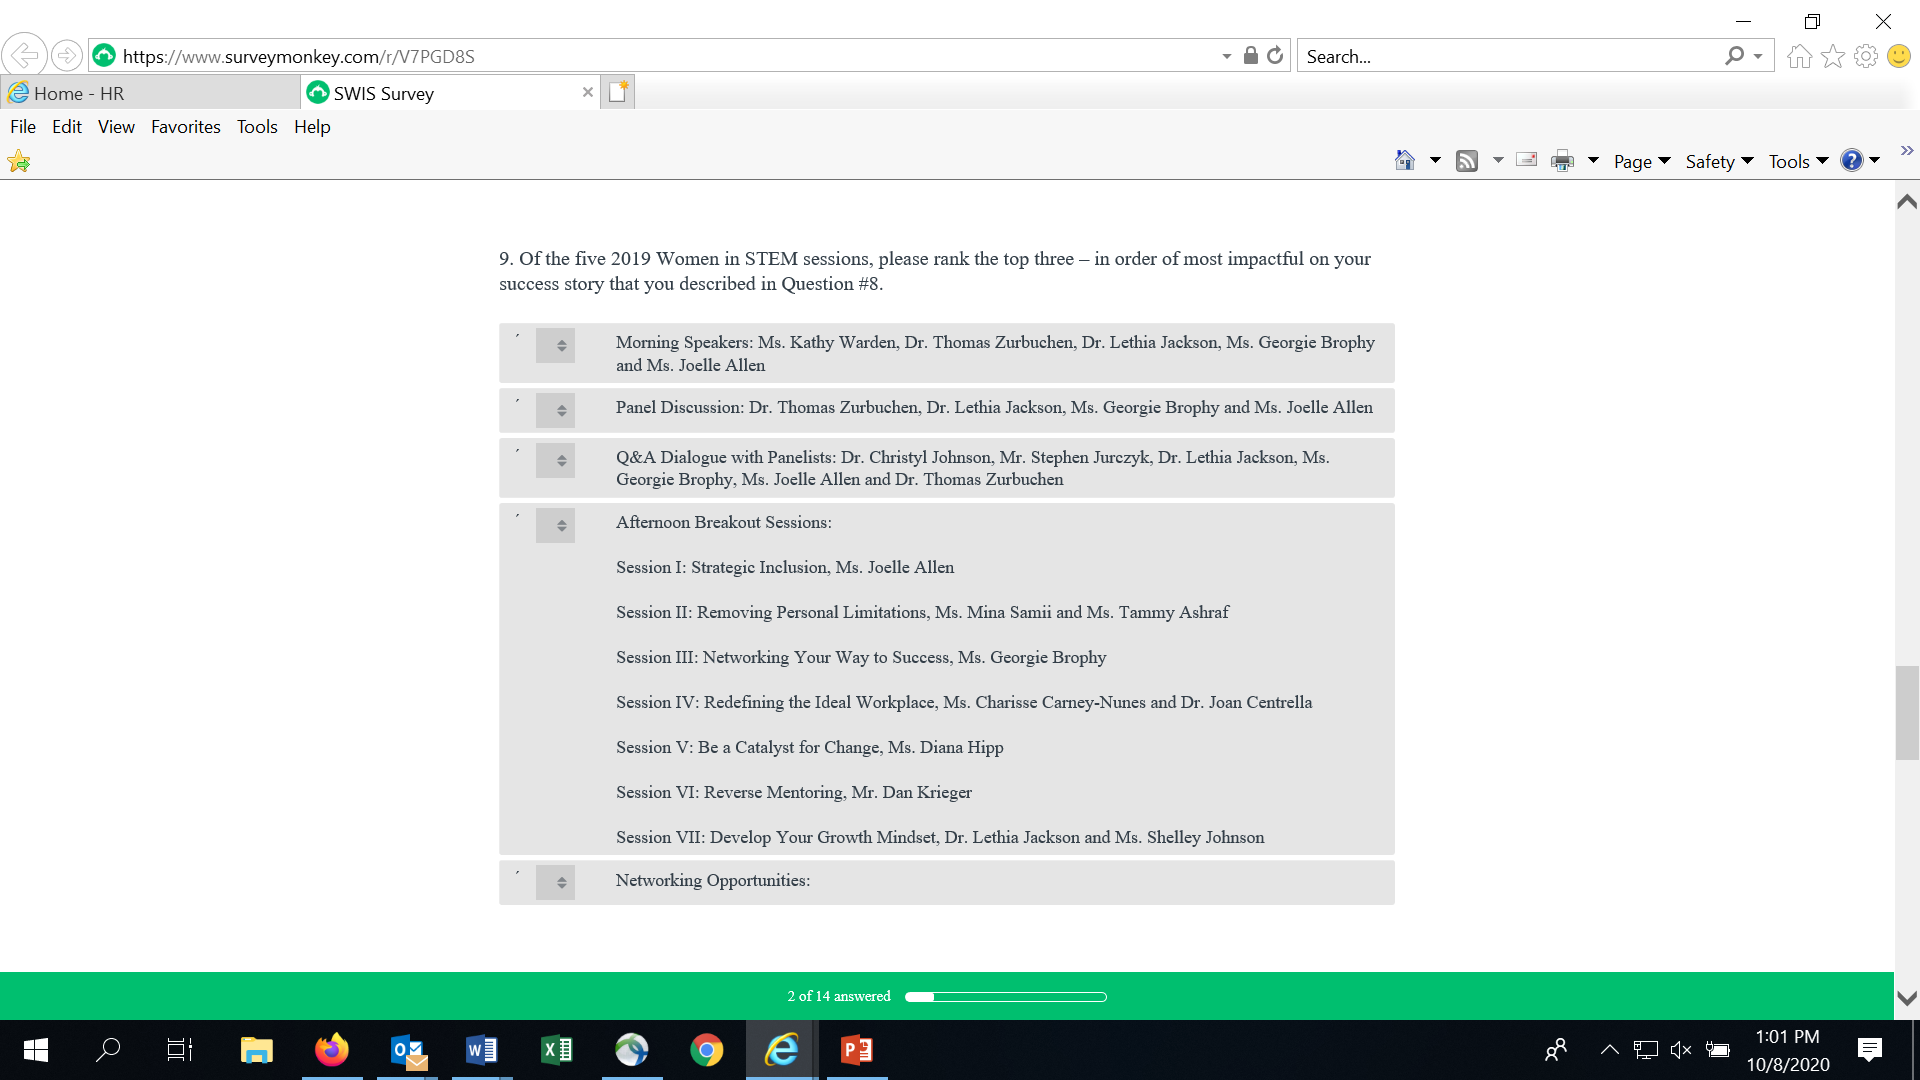 https://www.surveymonkey.com/r/V7PGD8S
Search...
Home - HR
SWIS Survey
File Edit View Favorites Tools Help
Page Safety Tools
9. Of the five 2019 Women in STEM sessions, please rank the top three – in order of most impactful on your
success story that you described in Question #8.
Morning Speakers: Ms. Kathy Warden, Dr. Thomas Zurbuchen, Dr. Lethia Jackson, Ms. Georgie Brophy
and Ms. Joelle Allen
Panel Discussion: Dr. Thomas Zurbuchen, Dr. Lethia Jackson, Ms. Georgie Brophy and Ms. Joelle Allen
Q&A Dialogue with Panelists: Dr. Christyl Johnson, Mr. Stephen Jurczyk, Dr. Lethia Jackson, Ms.
Georgie Brophy, Ms. Joelle Allen and Dr. Thomas Zurbuchen
Afternoon Breakout Sessions:
Session I: Strategic Inclusion, Ms. Joelle Allen
Session II: Removing Personal Limitations, Ms. Mina Samii and Ms. Tammy Ashraf
Session III: Networking Your Way to Success, Ms. Georgie Brophy
Session IV: Redefining the Ideal Workplace, Ms. Charisse Carney-Nunes and Dr. Joan Centrella
Session V: Be a Catalyst for Change, Ms. Diana Hipp
Session VI: Reverse Mentoring, Mr. Dan Krieger
Session VII: Develop Your Growth Mindset, Dr. Lethia Jackson and Ms. Shelley Johnson
Networking Opportunities:
2 of 14 answered
1:01 PM
10/8/2020